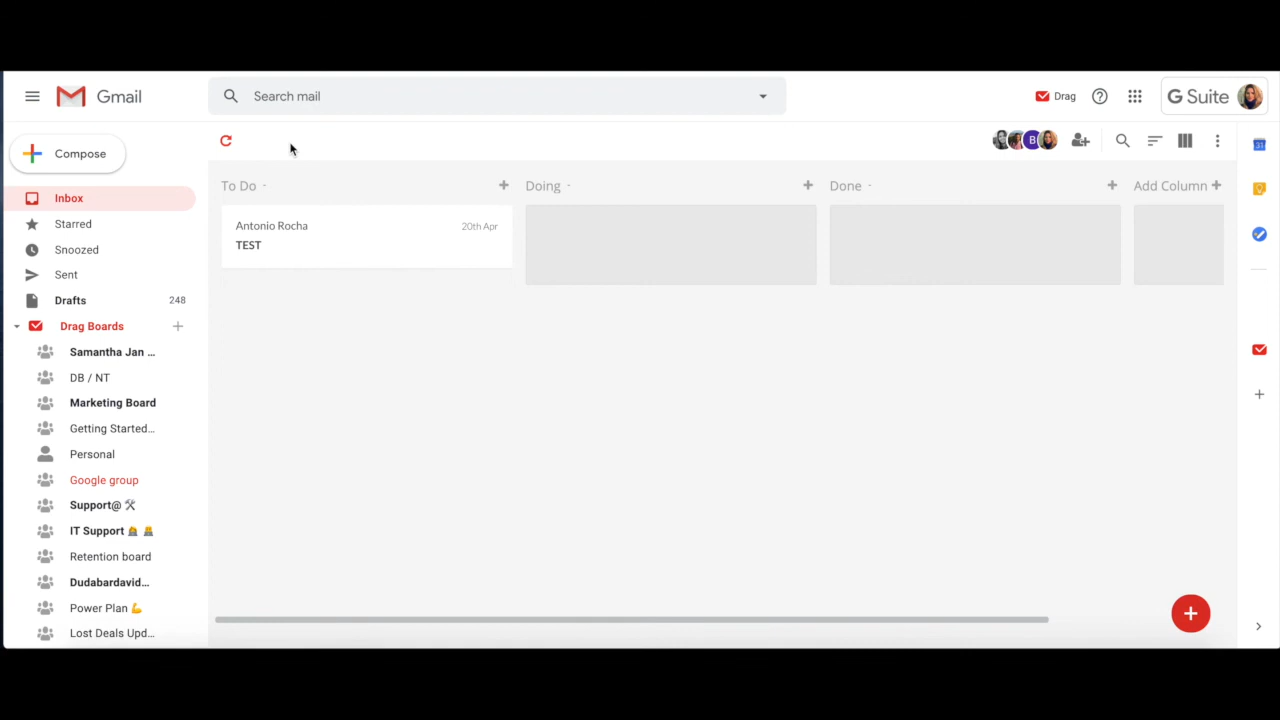 Gmail
Search mail
Drag
G Suite
Compose
B
31
Inbox
To Do -
Doing -
Done -
Add Column
Starred
Antonio Rocha
20th Apr
TEST
Snoozed
Sent
Drafts
248
Drag Boards
Samantha Jan ...
DB / NT
Marketing Board
Getting Started...
Personal
Google group
Support@ 🛠
IT Support 🙋 👩‍💻
Retention board
Dudabardavid...
Power Plan 💪
Lost Deals Upd...